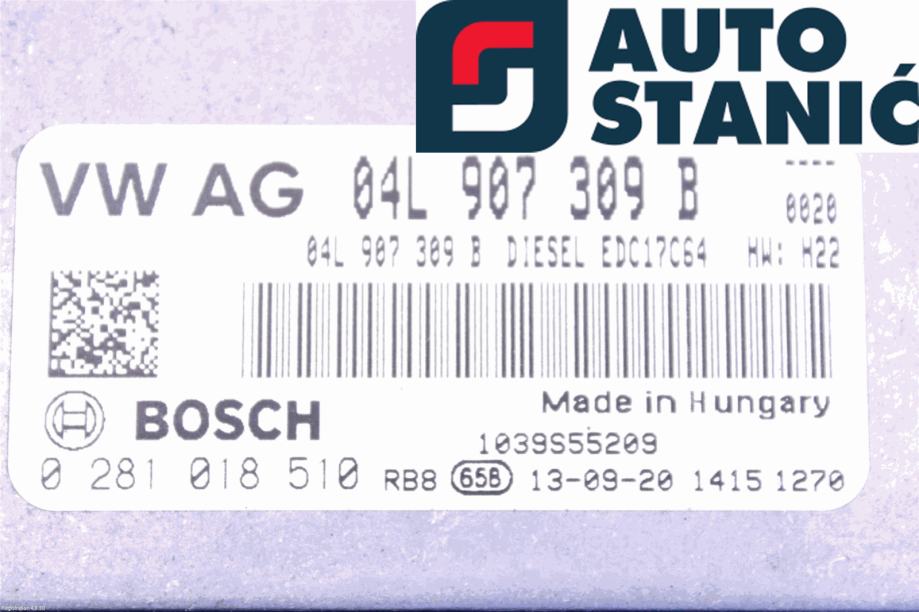 AUTO
STANIĆ
VW AG 04L 907 309 B ----
0020
04L 907 309 B DIESEL EDC17C64 HW: H22
BOSCH
Made in Hungary
1039S55209
0 281 018 510 RB8 65B 13-09-20 1415 1270